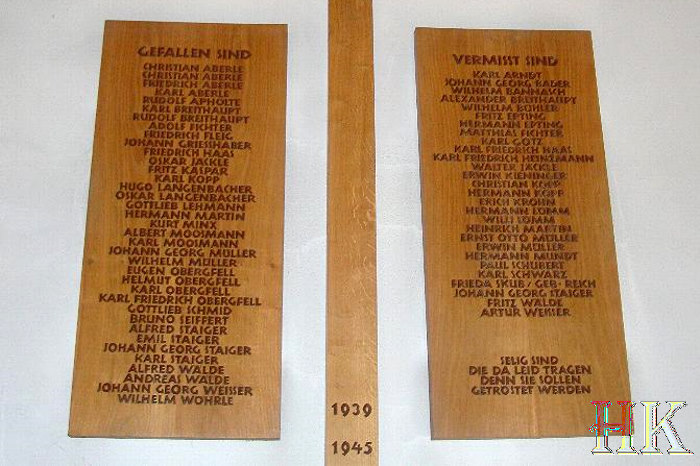 GEFALLEN SIND
CHRISTIAN ABERLE
CHRISTIAN ABERLE
FRIEDRICH ABERLE
KARL ABERLE
RUDOLF APHOLTE
KARL BREITHAUPT
RUDOLF BREITHAUPT
ADOLF FICHTER
FRIEDRICH FLEIG
JOHANN GRIESHABER
FRIEDRICH HAAS
OSKAR JÄCKLE
FRITZ KASPAR
KARL KOPP
HUGO LANGENBACHER
OSKAR LANGENBACHER
GOTTLIEB LEHMANN
HERMANN MARTIN
KURT MINX
ALBERT MOOSMANN
KARL MOOSMANN
JOHANN GEORG MÜLLER
WILHELM MÜLLER
EUGEN OBERGFELL
HELMUT OBERGFELL
KARL OBERGFELL
KARL FRIEDRICH OBERGFELL
GOTTLIEB SCHMID
BRUNO SEIFFERT
ALFRED STAIGER
EMIL STAIGER
JOHANN GEORG STAIGER
KARL STAIGER
ALFRED WÄLDE
ANDREAS WÄLDE
JOHANN GEORG WEISSER
WILHELM WÖHRLE
1939
1945
VERMISST SIND
KARL ARNDT
JOHANN GEORG BADER
WILHELM BANNASCH
ALEXANDER BREITHAUPT
WILHELM BÜHLER
FRITZ EPTING
HERMANN EPTING
MATTHIAS FICHTER
KARL GÖTZ
KARL FRIEDRICH HAAS
KARL FRIEDRICH HEINZMANN
WALTER JÄCKLE
ERWIN KIENINGER
CHRISTIAN KOPP
HERMANN KOPP
ERICH KROHN
HERMANN LOMM
WILLI LOMM
HEINRICH MARTIN
ERNST OTTO MÜLLER
ERWIN MÜLLER
HERMANN MUNDT
PAUL SCHUBERT
KARL SCHWARZ
FRIEDA SKUB / GEB. REICH
JOHANN GEORG STAIGER
FRITZ WÄLDE
ARTUR WEISSER
SELIG SIND
DIE DA LEID TRAGEN
DENN SIE SOLLEN
GETRÖSTET WERDEN
HK